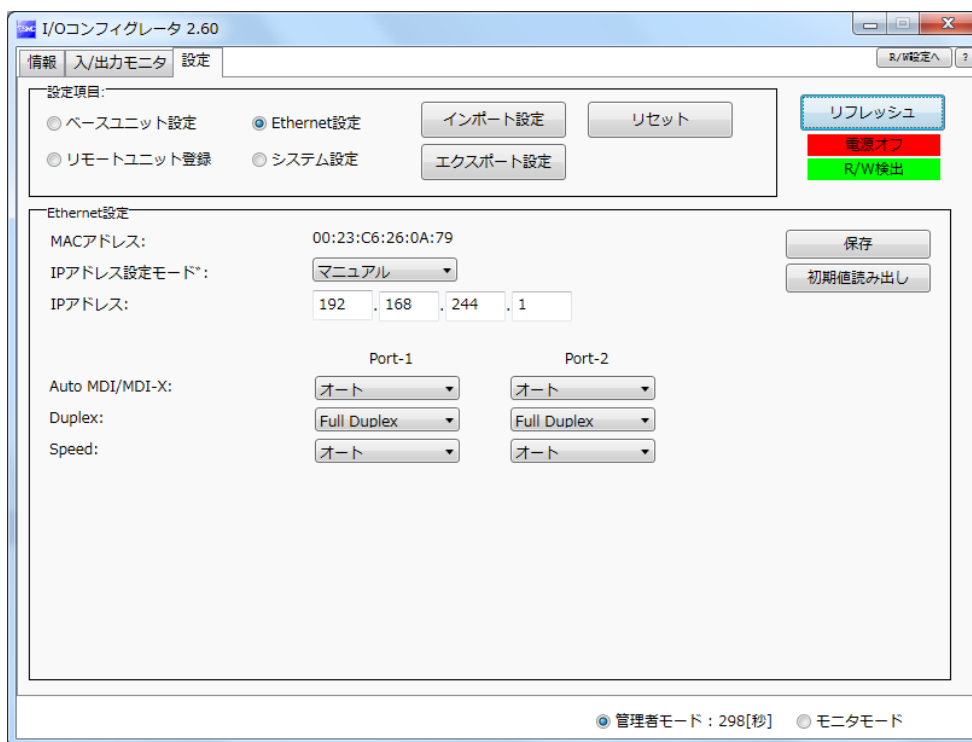 I/Oコンフィグレータ 2.60
情報 入/出力モニタ 設定 R/W設定へ ?
設定項目:
ベースユニット設定 Ethernet設定 インポート設定 リセット リフレッシュ
電源オフ
リモートユニット登録 システム設定 エクスポート設定 R/W検出
Ethernet設定
MACアドレス: 00:23:C6:26:0A:79 保存
IPアドレス設定モード゛: マニュアル 初期値読み出し
IPアドレス: 192 . 168 . 244 . 1
Port-1 Port-2
Auto MDI/MDI-X: オート オート
Duplex: Full Duplex Full Duplex
Speed: オート オート
管理者モード : 298[秒] モニタモード